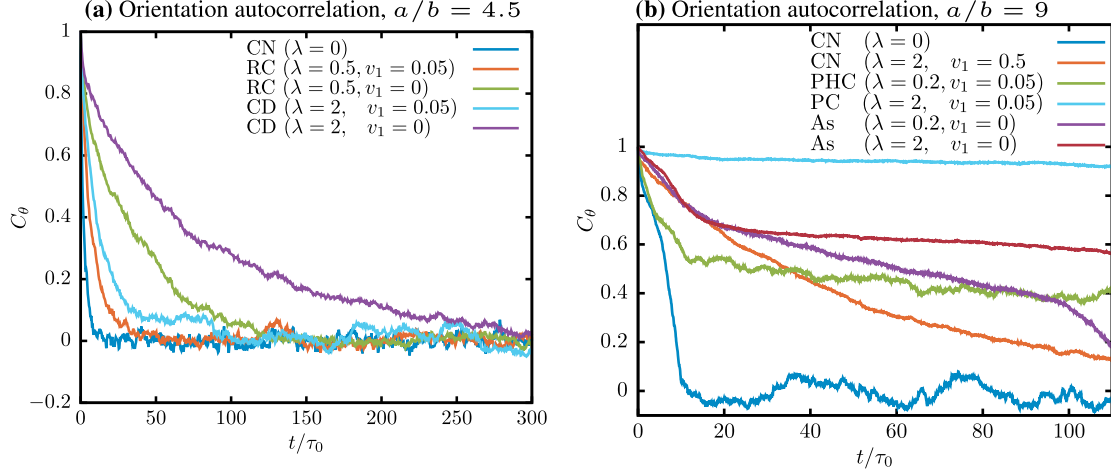 (a) Orientation autocorrelation, a/b = 4.5
CN (λ = 0)
RC (λ = 0.5, v₁ = 0.05)
RC (λ = 0.5, v₁ = 0)
CD (λ = 2, v₁ = 0.05)
CD (λ = 2, v₁ = 0)
1
0.8
0.6
0.4
0.2
0
−0.2
C_θ
0 50 100 150 200 250 300
t/τ₀
(b) Orientation autocorrelation, a/b = 9
CN (λ = 0)
CN (λ = 2, v₁ = 0.5
PHC (λ = 0.2, v₁ = 0.05)
PC (λ = 2, v₁ = 0.05)
As (λ = 0.2, v₁ = 0)
As (λ = 2, v₁ = 0)
1
0.8
0.6
0.4
0.2
0
C_θ
0 20 40 60 80 100
t/τ₀